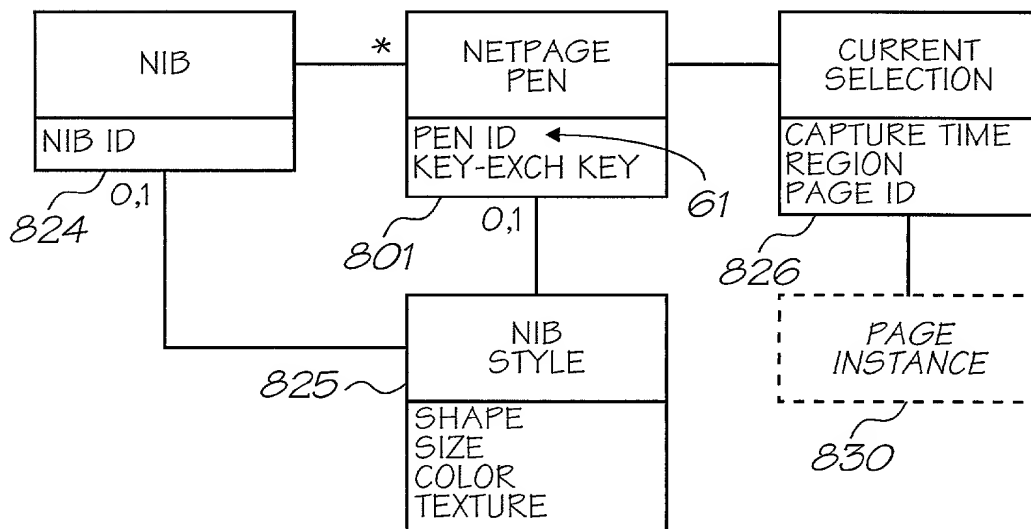 NIB
NIB ID
0,1
824
*
NETPAGE
PEN
PEN ID
KEY-EXCH KEY
61
0,1
801
CURRENT
SELECTION
CAPTURE TIME
REGION
PAGE ID
826
NIB
STYLE
825
SHAPE
SIZE
COLOR
TEXTURE
PAGE
INSTANCE
830